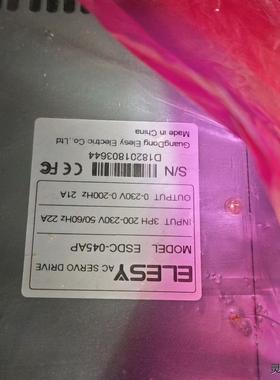 ELESY AC SERVO DRIVE
MODEL ESDC-045AP
INPUT 3PH 200-230V 50/60Hz 22A
OUTPUT 0-230V 0-200Hz 21A
S/N
D18201803644
GuangDong Elesy Electric Co.,Ltd
Made in China